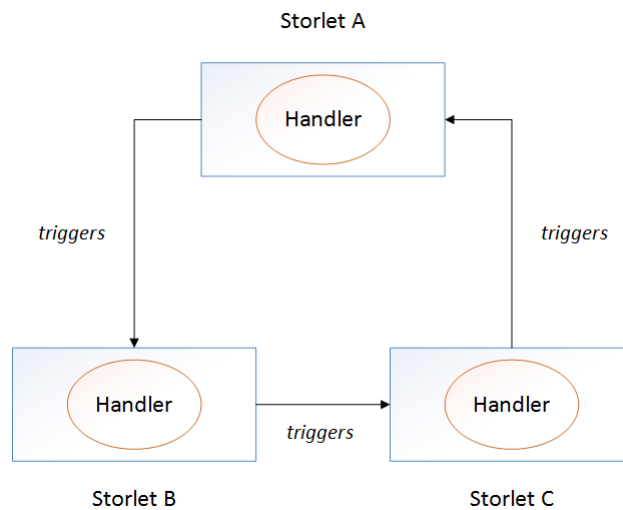 Storlet A
Handler
triggers
triggers
Handler
Handler
triggers
Storlet B
Storlet C